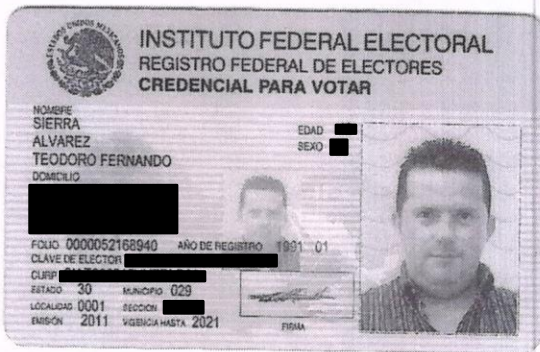 ESTADOS UNIDOS MEXICANOS
INSTITUTO FEDERAL ELECTORAL
REGISTRO FEDERAL DE ELECTORES
CREDENCIAL PARA VOTAR
NOMBRE
SIERRA
ALVAREZ
TEODORO FERNANDO
EDAD
SEXO
DOMICILIO
FOLIO 0000052168940 AÑO DE REGISTRO 1991 01
CLAVE DE ELECTOR
CURP
ESTADO 30 MUNICIPIO 029
LOCALIDAD 0001 SECCION
EMISIÓN 2011 VIGENCIA HASTA 2021
FIRMA